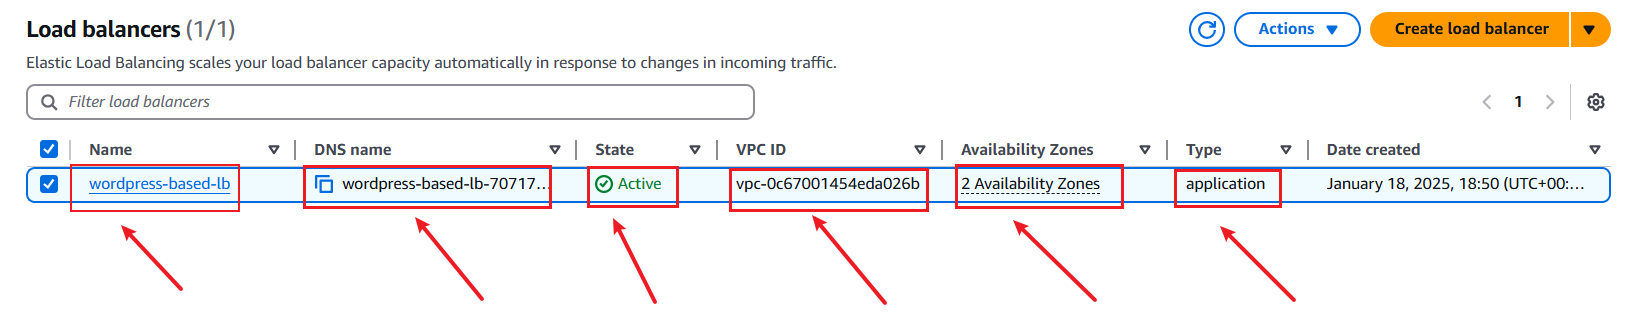 Load balancers (1/1)
Actions
Create load balancer
Elastic Load Balancing scales your load balancer capacity automatically in response to changes in incoming traffic.
Filter load balancers
1
Name DNS name State VPC ID Availability Zones Type Date created
wordpress-based-lb wordpress-based-lb-70717... Active vpc-0c67001454eda026b 2 Availability Zones application January 18, 2025, 18:50 (UTC+00:...